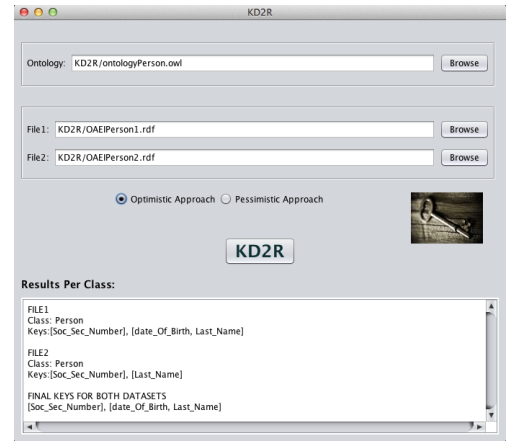 KD2R
Ontology: KD2R/ontologyPerson.owl Browse
File1: KD2R/OAEIPerson1.rdf Browse
File2: KD2R/OAEIPerson2.rdf Browse
Optimistic Approach Pessimistic Approach
KD2R
Results Per Class:
FILE1
Class: Person
Keys:[Soc_Sec_Number], [date_Of_Birth, Last_Name]
FILE2
Class: Person
Keys:[Soc_Sec_Number], [Last_Name]
FINAL KEYS FOR BOTH DATASETS
[Soc_Sec_Number], [date_Of_Birth, Last_Name]